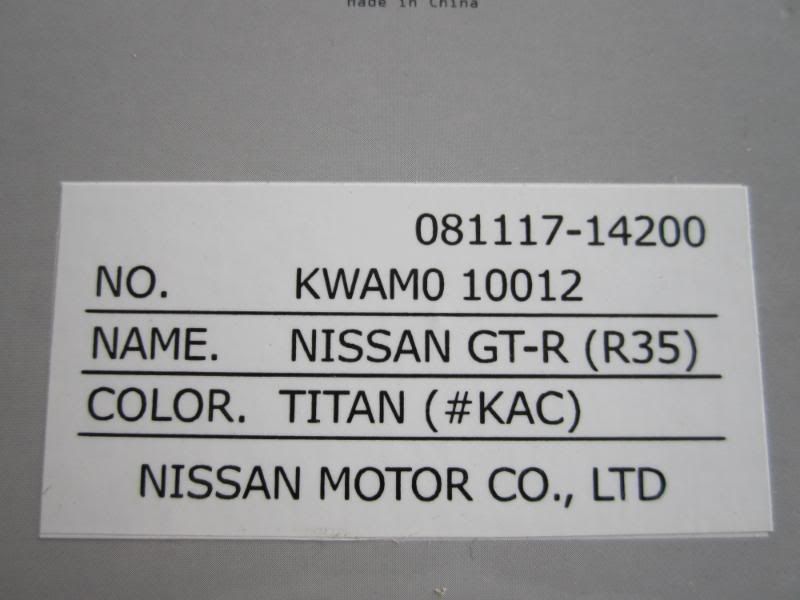 Made in China
081117-14200
NO. KWAM0 10012
NAME. NISSAN GT-R (R35)
COLOR. TITAN (#KAC)
NISSAN MOTOR CO., LTD